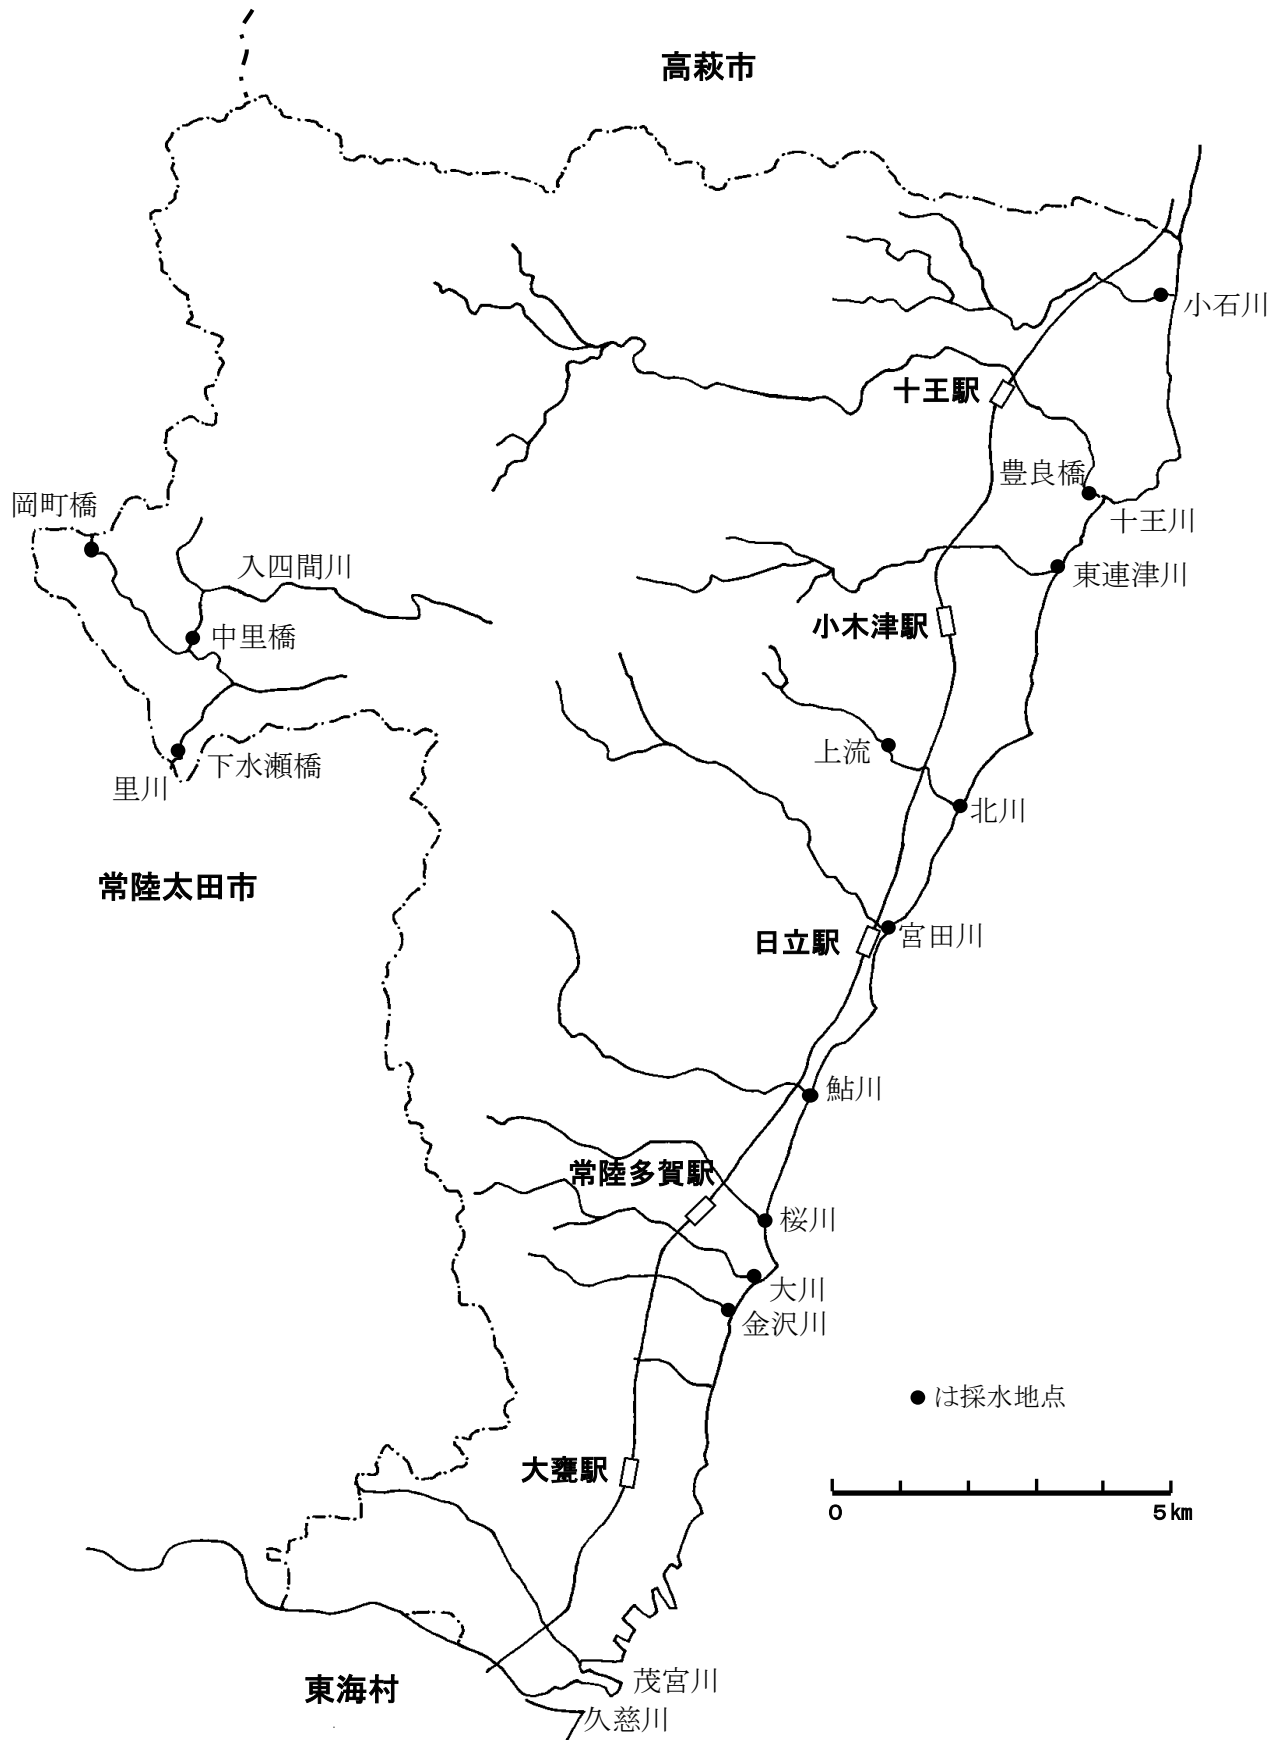 高萩市
小石川
十王駅
豊良橋
岡町橋
十王川
入四間川
東連津川
小木津駅
中里橋
上流
下水瀬橋
里川
北川
常陸太田市
宮田川
日立駅
鮎川
常陸多賀駅
桜川
大川
金沢川
●は採水地点
大甕駅
0 5km
茂宮川
東海村
久慈川